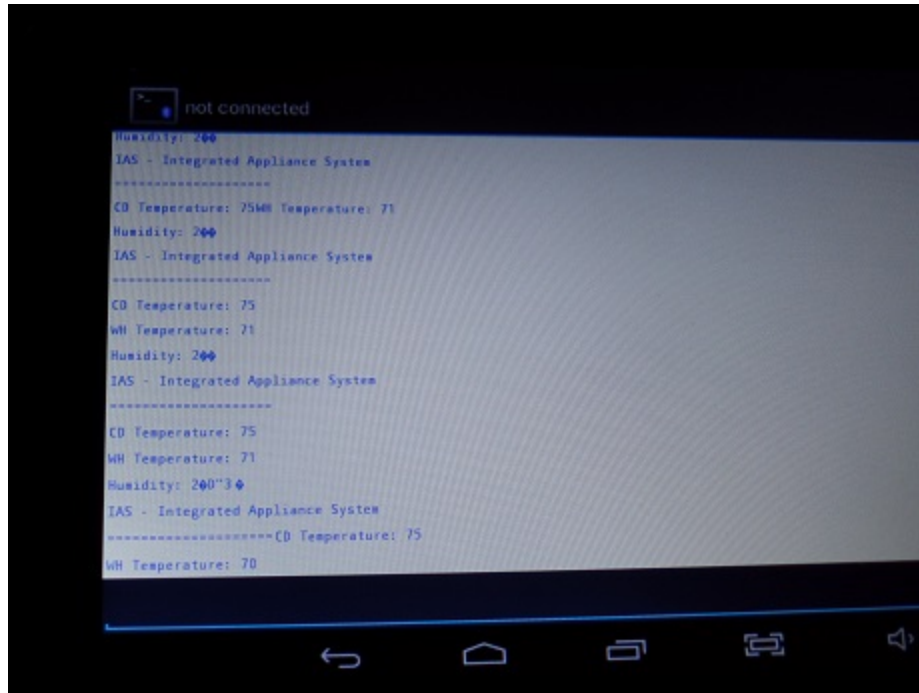 not connected
Humidity: 2��
IAS - Integrated Appliance System
--------------------
CD Temperature: 75WH Temperature: 71
Humidity: 2��
IAS - Integrated Appliance System
--------------------
CD Temperature: 75
WH Temperature: 71
Humidity: 2��
IAS - Integrated Appliance System
--------------------
CD Temperature: 75
WH Temperature: 71
Humidity: 2�0"3�
IAS - Integrated Appliance System
--------------------CD Temperature: 75
WH Temperature: 70